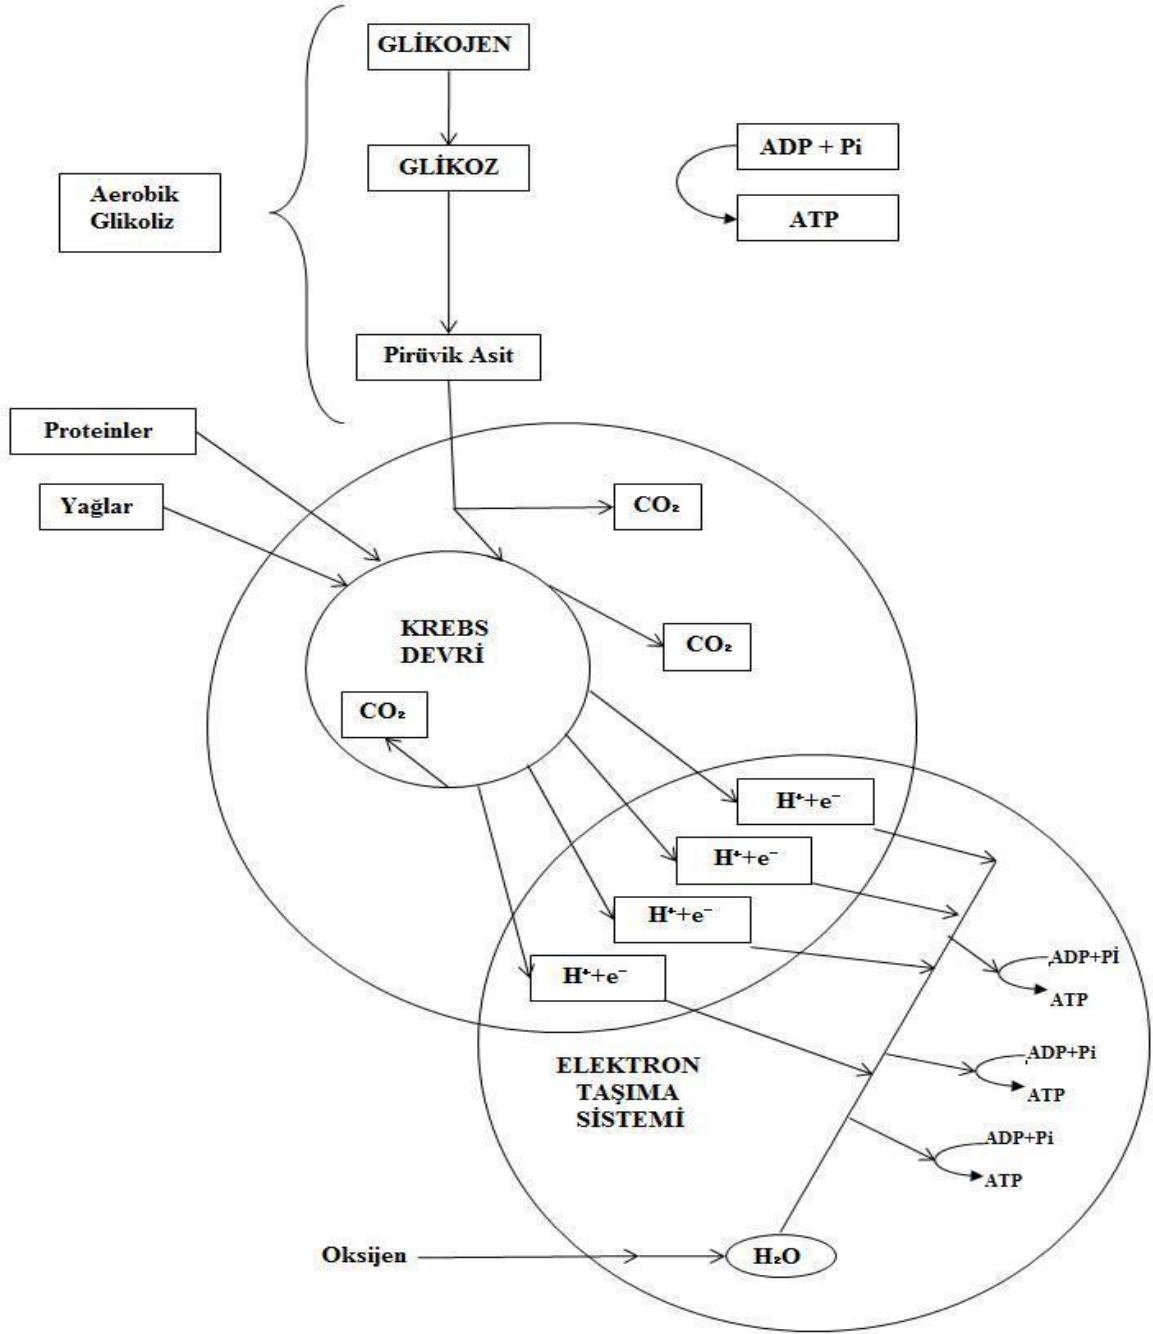 GLİKOJEN
GLİKOZ
ADP + Pi
ATP
Aerobik
Glikoliz
Pirüvik Asit
Proteinler
Yağlar
CO₂
KREBS
DEVRİ
CO₂
CO₂
H⁺+e⁻
H⁺+e⁻
H⁺+e⁻
H⁺+e⁻
ADP+Pİ
ATP
ADP+Pi
ATP
ADP+Pi
ATP
ELEKTRON
TAŞIMA
SİSTEMİ
Oksijen
H₂O